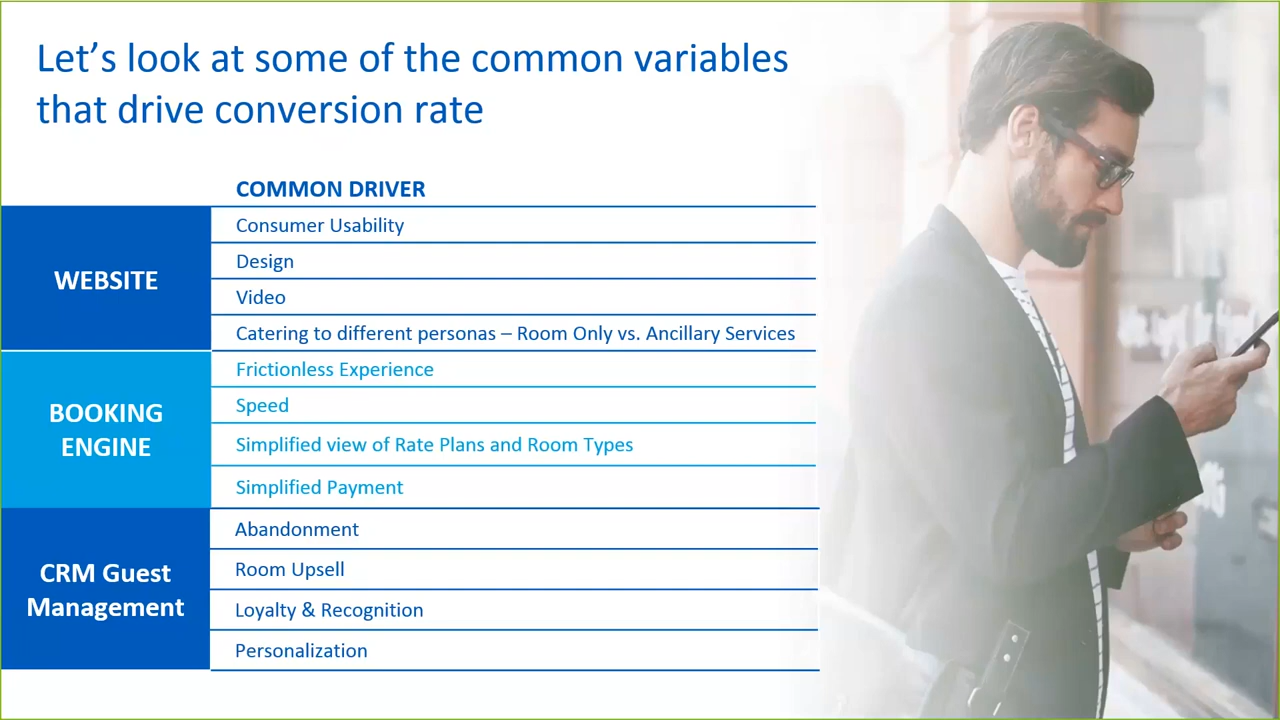 Let’s look at some of the common variables
that drive conversion rate
COMMON DRIVER
WEBSITE
Consumer Usability
Design
Video
Catering to different personas – Room Only vs. Ancillary Services
BOOKING
ENGINE
Frictionless Experience
Speed
Simplified view of Rate Plans and Room Types
Simplified Payment
CRM Guest
Management
Abandonment
Room Upsell
Loyalty & Recognition
Personalization